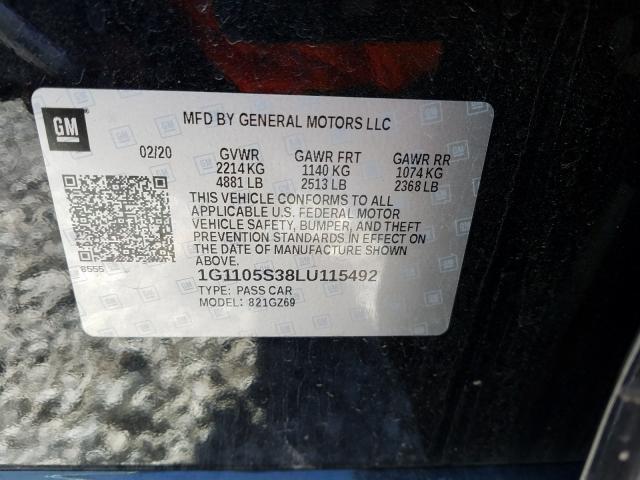 GM
MFD BY GENERAL MOTORS LLC
02/20 GVWR GAWR FRT GAWR RR
2214 KG 1140 KG 1074 KG
4881 LB 2513 LB 2368 LB
THIS VEHICLE CONFORMS TO ALL
APPLICABLE U.S. FEDERAL MOTOR
VEHICLE SAFETY, BUMPER, AND THEFT
PREVENTION STANDARDS IN EFFECT ON
THE DATE OF MANUFACTURE SHOWN
ABOVE.
8555
1G1105S38LU115492
TYPE: PASS CAR
MODEL: 821GZ69